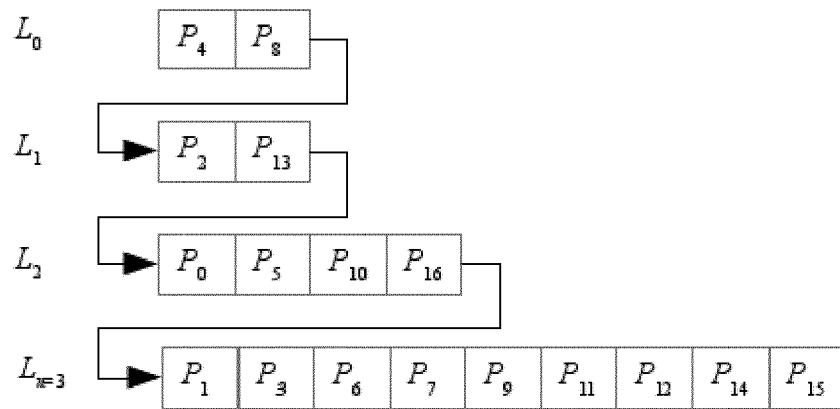 L₀ P₄ P₈
L₁ P₂ P₁₃
L₂ P₀ P₅ P₁₀ P₁₆
Lₙ₌₃ P₁ P₃ P₆ P₇ P₉ P₁₁ P₁₂ P₁₄ P₁₅